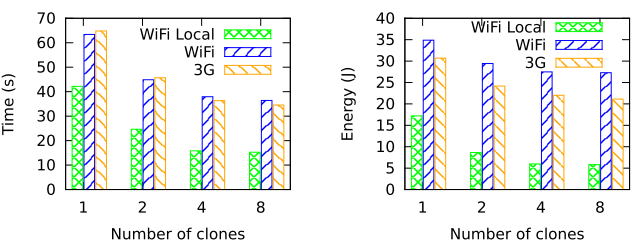 70
60
50
40
30
20
10
0
Time (s)
WiFi Local
WiFi
3G
1 2 4 8
Number of clones
40
35
30
25
20
15
10
5
0
Energy (J)
WiFi Local
WiFi
3G
1 2 4 8
Number of clones